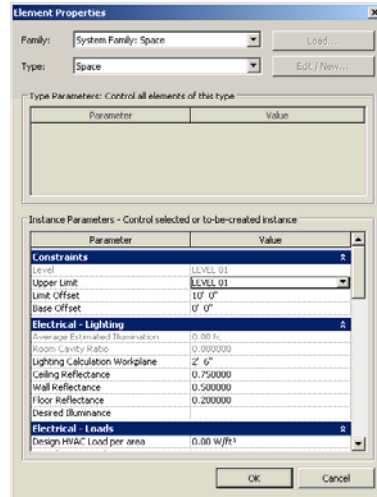 Element Properties
Family: System Family: Space Load...
Type: Space Edit / New...
Type Parameters: Control all elements of this type
Parameter Value
Instance Parameters - Control selected or to-be-created instance
Parameter Value
Constraints
Level LEVEL 01
Upper Limit LEVEL 01
Limit Offset 10' 0"
Base Offset 0' 0"
Electrical - Lighting
Average Estimated Illumination 0.00 fc
Room Cavity Ratio 0.000000
Lighting Calculation Workplane 2' 6"
Ceiling Reflectance 0.750000
Wall Reflectance 0.500000
Floor Reflectance 0.200000
Desired Illuminance
Electrical - Loads
Design HVAC Load per area 0.00 W/ft²
OK Cancel